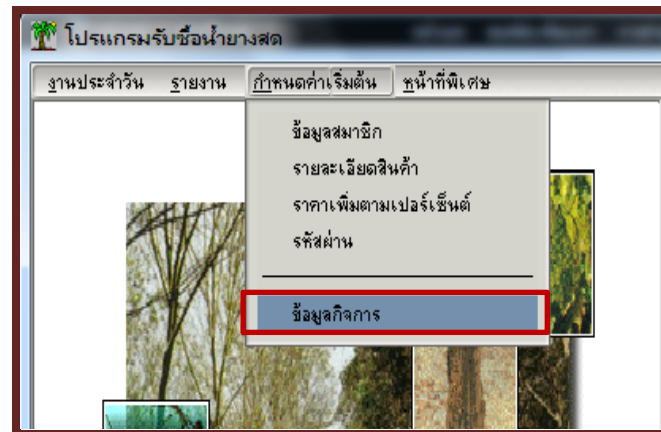 โปรแกรมรับซื้อน้ำยางสด
งานประจำวัน รายงาน กำหนดค่าเริ่มต้น หน้าที่พิเศษ
ข้อมูลสมาชิก
รายละเอียดสินค้า
ราคาเพิ่มตามเปอร์เซ็นต์
รหัสผ่าน
ข้อมูลกิจการ